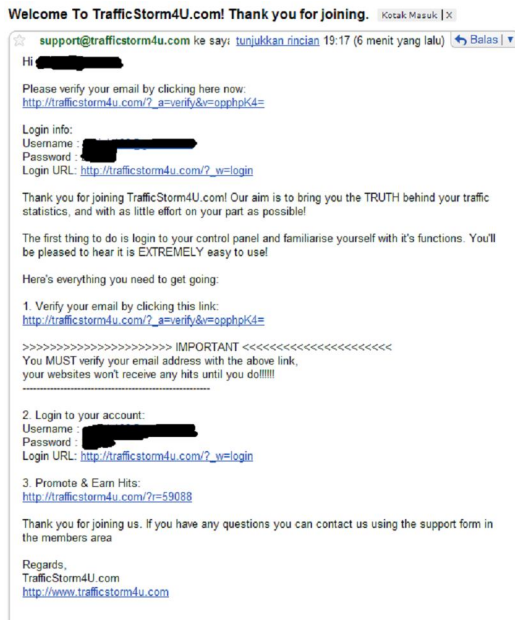 Welcome To TrafficStorm4U.com! Thank you for joining. Kotak Masuk | X
support@trafficstorm4u.com ke saya tunjukkan rincian 19:17 (6 menit yang lalu) Balas
Hi
Please verify your email by clicking here now:
http://trafficstorm4u.com/?_a=verify&v=opphpK4=
Login info:
Username :
Password :
Login URL: http://trafficstorm4u.com/?_w=login
Thank you for joining TrafficStorm4U.com! Our aim is to bring you the TRUTH behind your traffic
statistics, and with as little effort on your part as possible!
The first thing to do is login to your control panel and familiarise yourself with it's functions. You'll
be pleased to hear it is EXTREMELY easy to use!
Here's everything you need to get going:
1. Verify your email by clicking this link:
http://trafficstorm4u.com/?_a=verify&v=opphpK4=
>>>>>>>>>>>>>>>>>>>>>> IMPORTANT <<<<<<<<<<<<<<<<<<<<<<
You MUST verify your email address with the above link,
your websites won't receive any hits until you do!!!!!!
-------------------------------------------------------
2. Login to your account:
Username :
Password :
Login URL: http://trafficstorm4u.com/?_w=login
3. Promote & Earn Hits:
http://trafficstorm4u.com/?r=59088
Thank you for joining us. If you have any questions you can contact us using the support form in
the members area
Regards,
TrafficStorm4U.com
http://www.trafficstorm4u.com